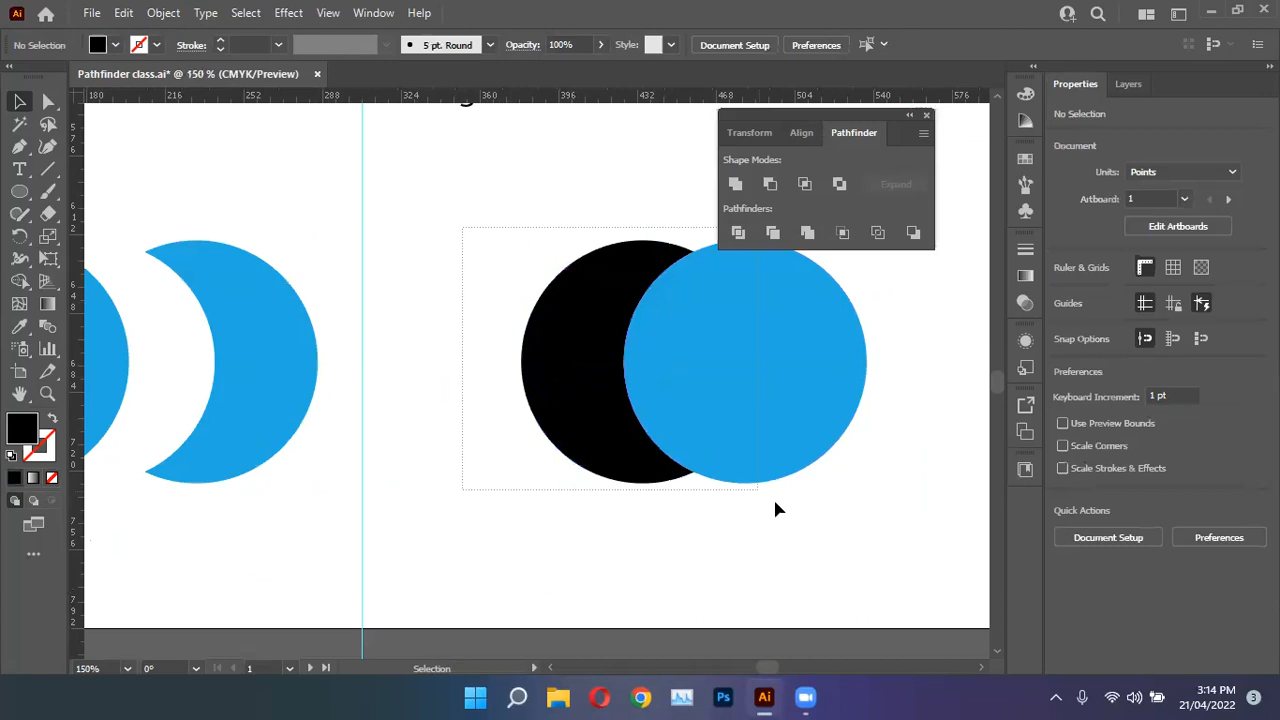 Ai File Edit Object Type Select Effect View Window Help
No Selection Stroke: 5 pt. Round Opacity: 100% Style: Document Setup Preferences
Pathfinder class.ai* @ 150 % (CMYK/Preview)
180 216 252 288 324 360 396 432 468 504 540 576
Transform Align Pathfinder
Shape Modes:
Expand
Pathfinders:
Properties Layers
No Selection
Document
Units: Points
Artboard: 1
Edit Artboards
Ruler & Grids
Guides
Snap Options
Preferences
Keyboard Increment: 1 pt
Use Preview Bounds
Scale Corners
Scale Strokes & Effects
Quick Actions
Document Setup Preferences
150% 0° 1 Selection
Ps Ai
3:14 PM
21/04/2022
3